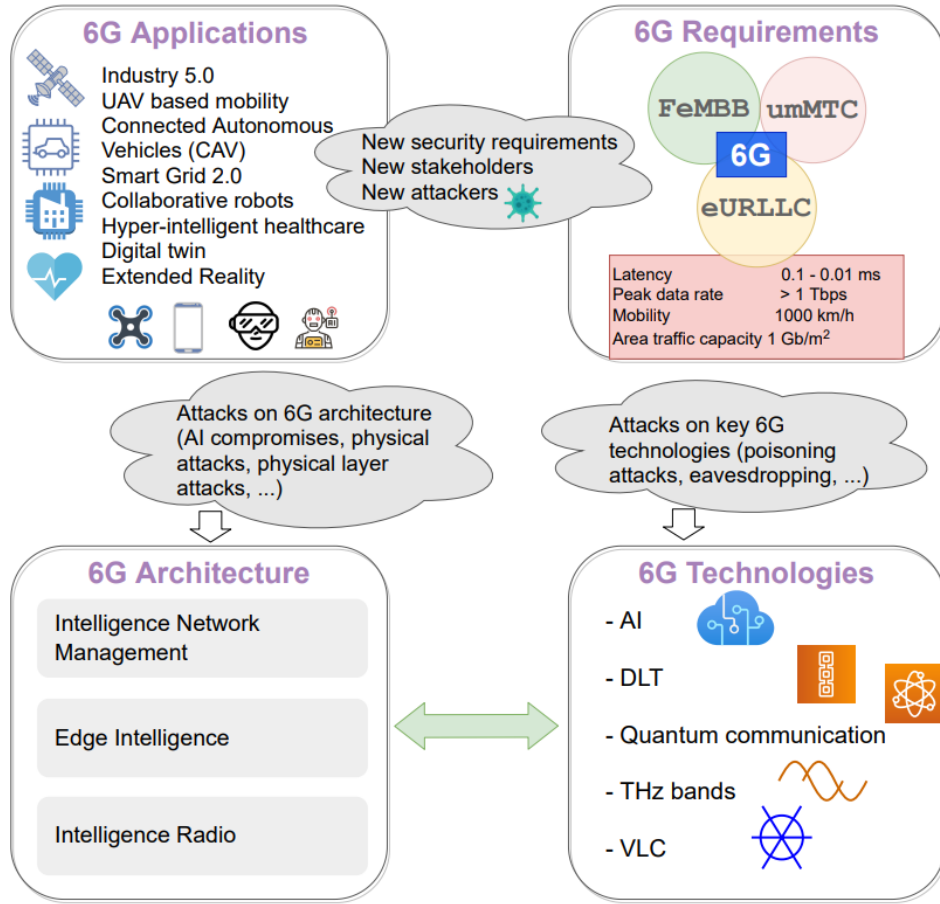 6G Applications
Industry 5.0
UAV based mobility
Connected Autonomous
Vehicles (CAV)
Smart Grid 2.0
Collaborative robots
Hyper-intelligent healthcare
Digital twin
Extended Reality
New security requirements
New stakeholders
New attackers
6G Requirements
FeMBB
umMTC
6G
eURLLC
Latency 0.1 - 0.01 ms
Peak data rate > 1 Tbps
Mobility 1000 km/h
Area traffic capacity 1 Gb/m²
Attacks on 6G architecture
(AI compromises, physical
attacks, physical layer
attacks, ...)
Attacks on key 6G
technologies (poisoning
attacks, eavesdropping, ...)
6G Architecture
Intelligence Network
Management
Edge Intelligence
Intelligence Radio
6G Technologies
- AI
- DLT
- Quantum communication
- THz bands
- VLC